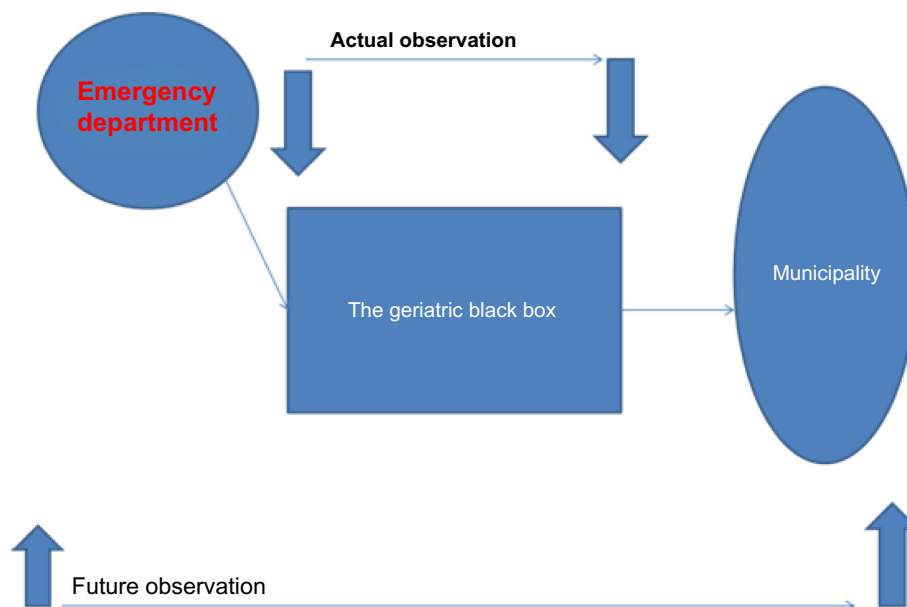 Actual observation
Emergency
department
The geriatric black box
Municipality
Future observation